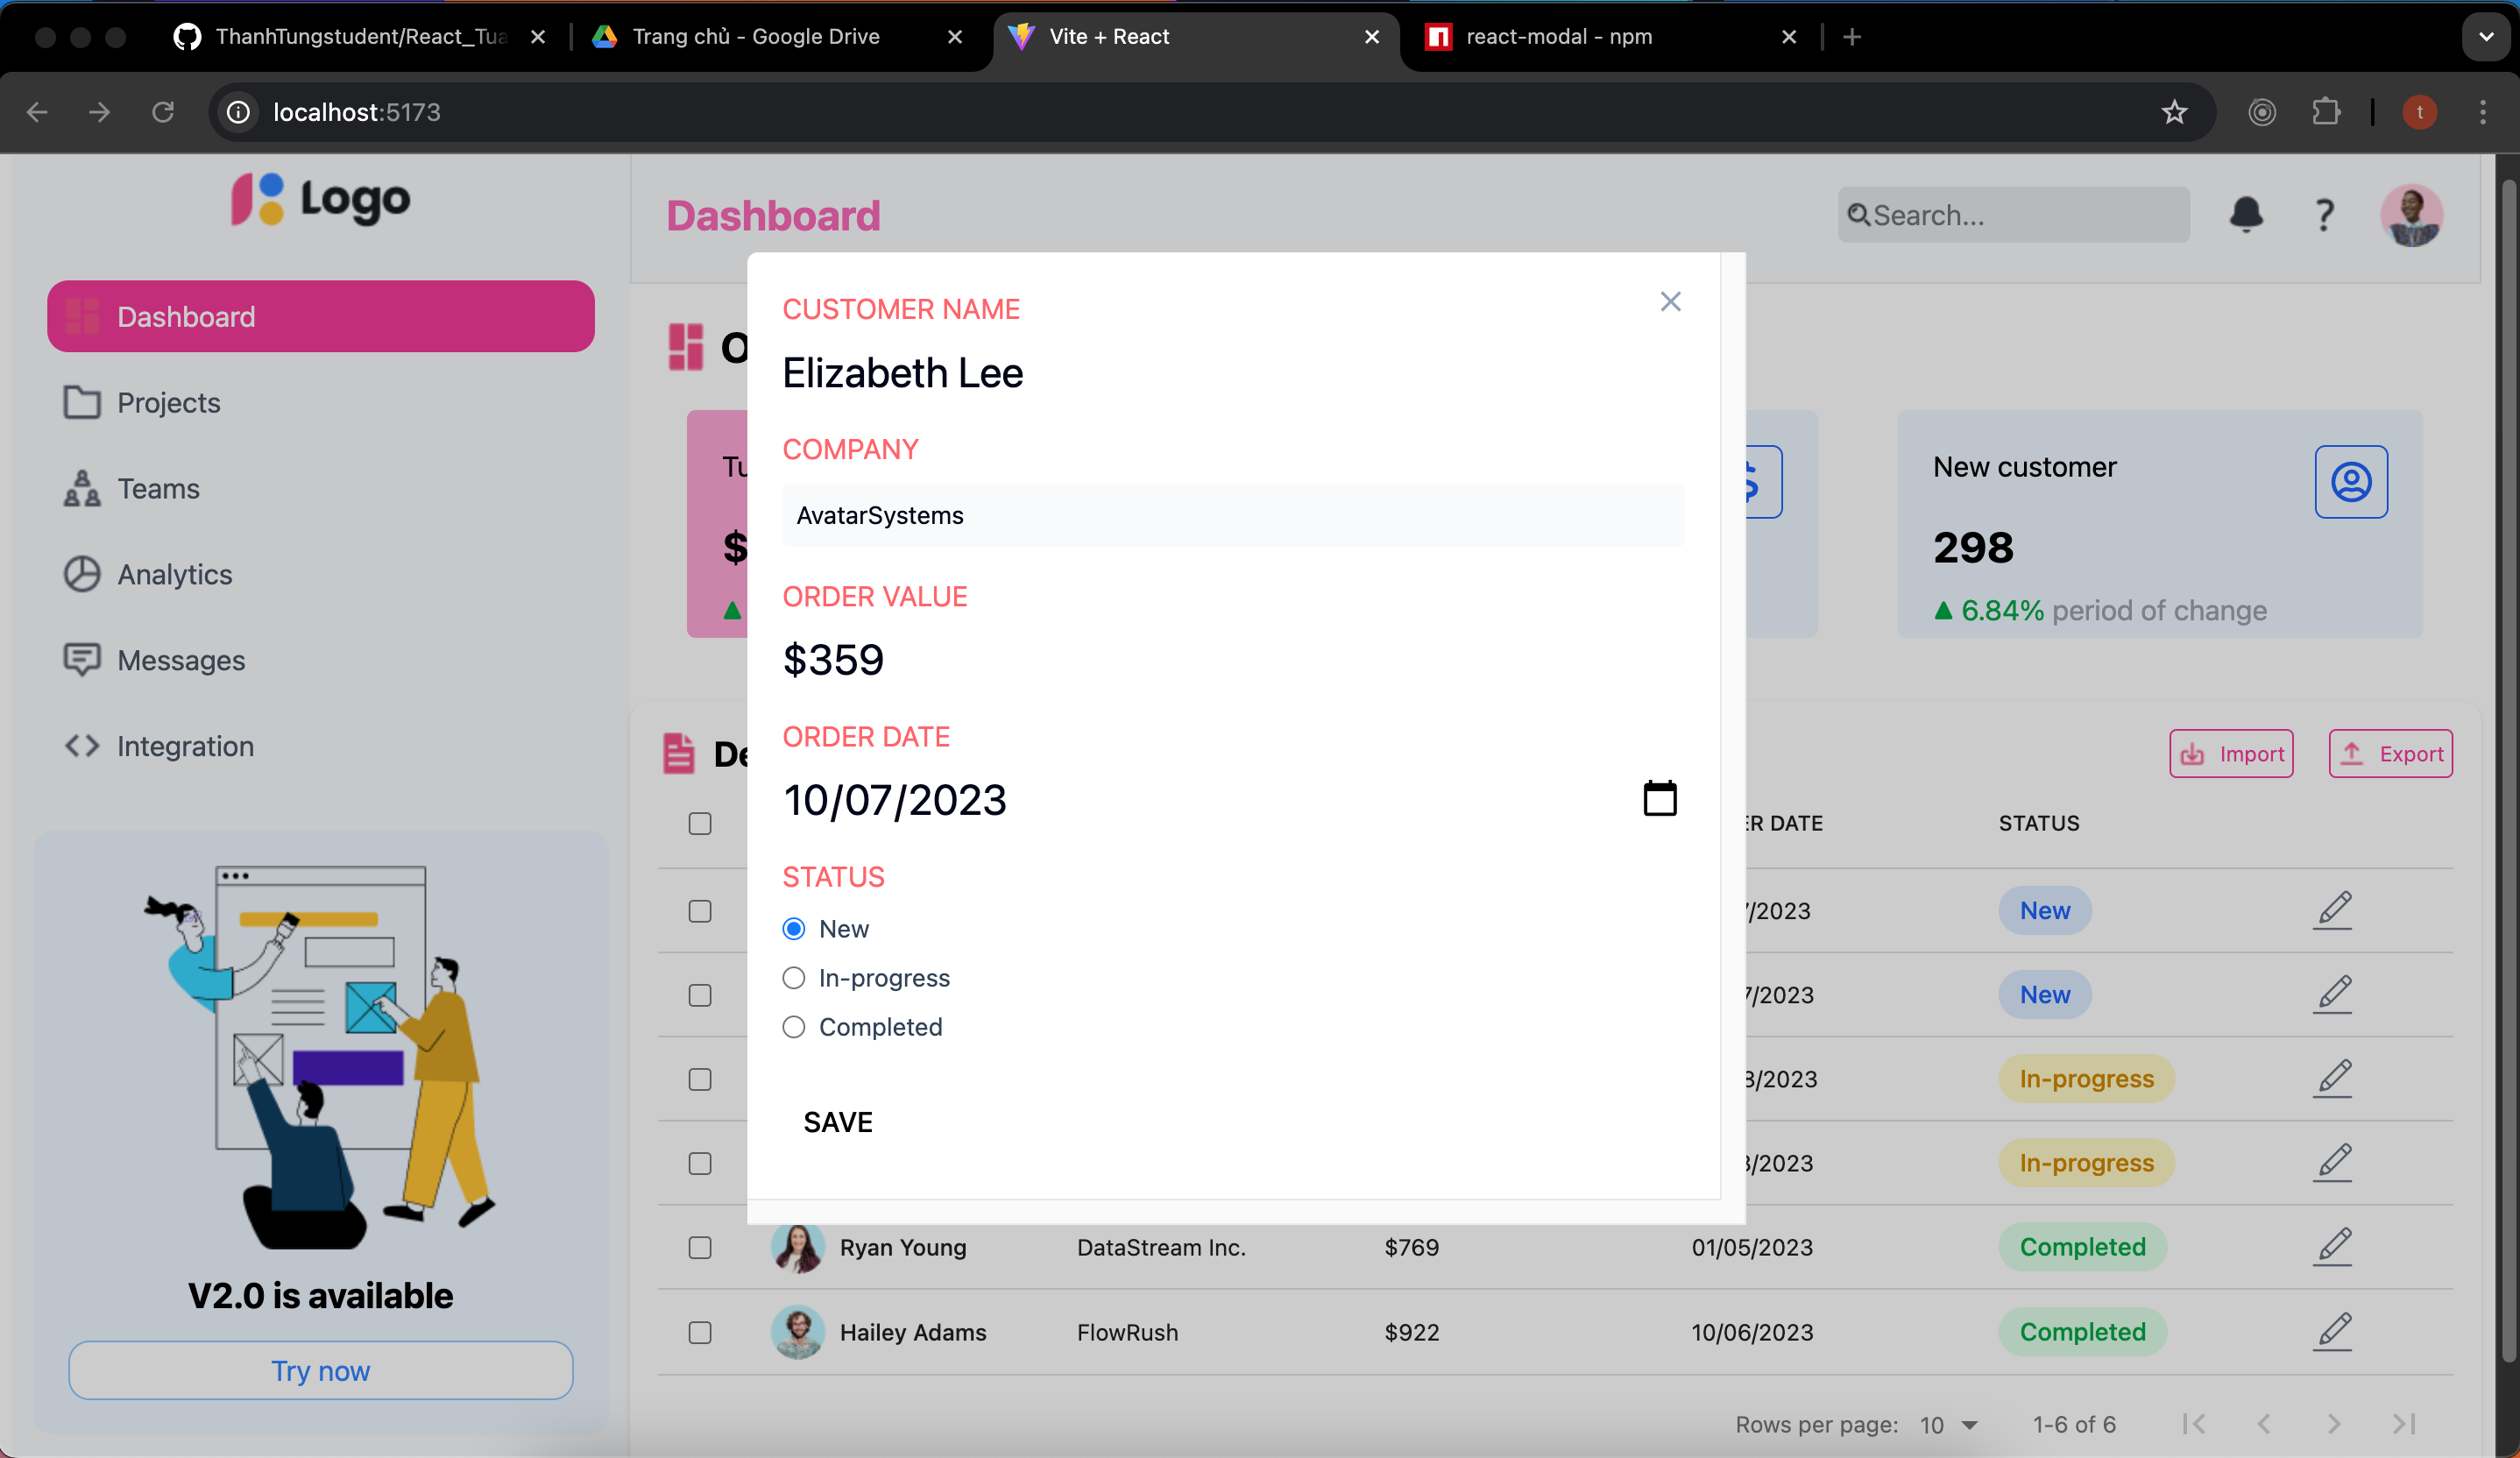 ThanhTungstudent/React_Tua
Trang chủ - Google Drive
Vite + React
react-modal - npm
localhost:5173
t
Logo
Dashboard
Projects
Teams
Analytics
Messages
Integration
V2.0 is available
Try now
Dashboard
Search...
?
$
New customer
298
▲ 6.84% period of change
CUSTOMER NAME
Elizabeth Lee
COMPANY
AvatarSystems
ORDER VALUE
$359
ORDER DATE
10/07/2023
STATUS
New
In-progress
Completed
SAVE
Import
Export
DATE
STATUS
/2023 New
/2023 New
/2023 In-progress
/2023 In-progress
Ryan Young DataStream Inc. $769 01/05/2023 Completed
Hailey Adams FlowRush $922 10/06/2023 Completed
Rows per page: 10 1-6 of 6